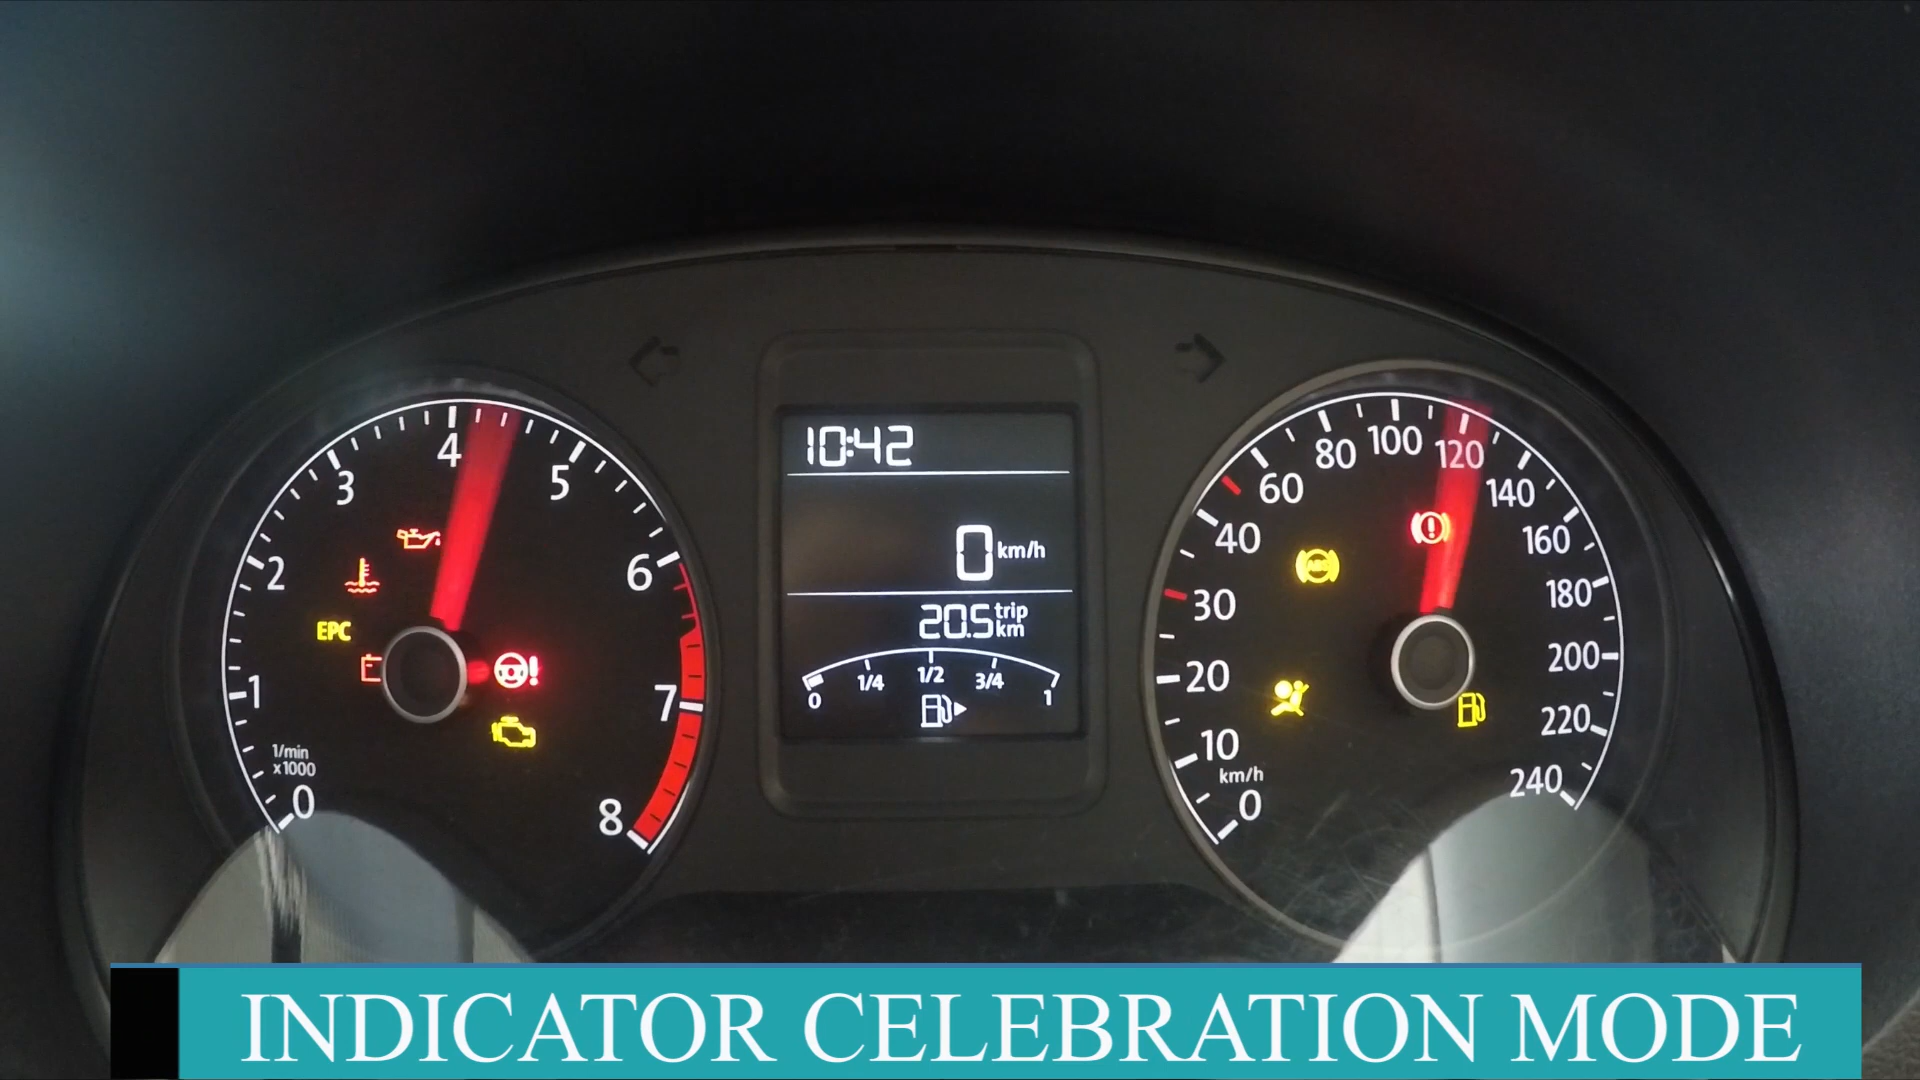 10:42
0 km/h
20.5 trip km
0 1/4 1/2 3/4 1
0 1 2 3 4 5 6 7 8
1/min
x1000
EPC
0 10 20 30 40 60 80 100 120 140 160 180 200 220 240
km/h
ABS
INDICATOR CELEBRATION MODE